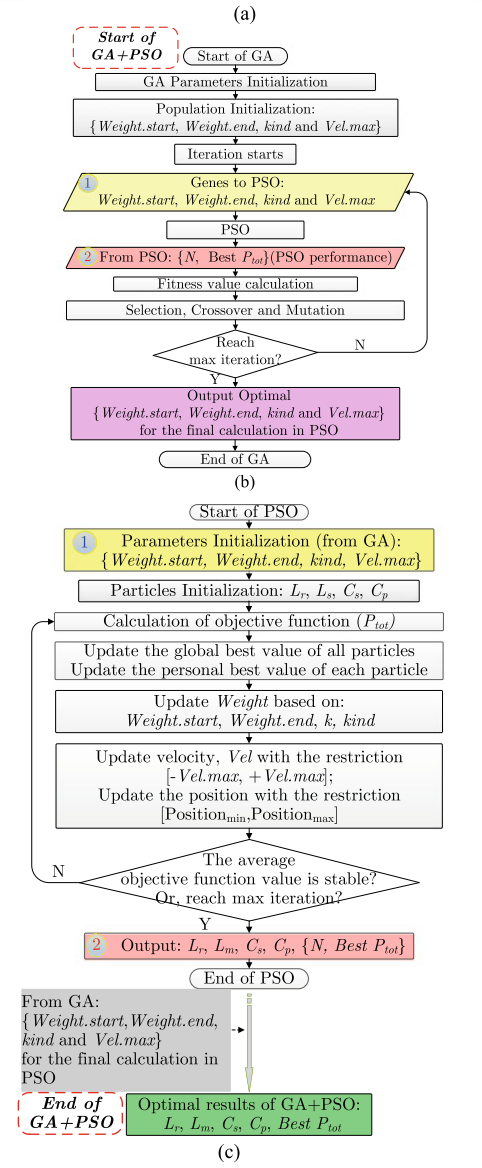 (a)
Start of
GA+PSO
Start of GA
GA Parameters Initialization
Population Initialization:
{Weight.start, Weight.end, kind and Vel.max}
Iteration starts
1
Genes to PSO:
Weight.start, Weight.end, kind and Vel.max
PSO
2 From PSO: {N, Best Ptot}(PSO performance)
Fitness value calculation
Selection, Crossover and Mutation
Reach
max iteration?
N
Y
Output Optimal
{Weight.start, Weight.end, kind and Vel.max}
for the final calculation in PSO
End of GA
(b)
Start of PSO
1 Parameters Initialization (from GA):
{Weight.start, Weight.end, kind, Vel.max}
Particles Initialization: Lr, Ls, Cs, Cp
Calculation of objective function (Ptot)
Update the global best value of all particles
Update the personal best value of each particle
Update Weight based on:
Weight.start, Weight.end, k, kind
Update velocity, Vel with the restriction
[-Vel.max, +Vel.max];
Update the position with the restriction
[Positionmin,Positionmax]
N
The average
objective function value is stable?
Or, reach max iteration?
Y
2 Output: Lr, Lm, Cs, Cp, {N, Best Ptot}
End of PSO
From GA:
{Weight.start,Weight.end,
kind and Vel.max}
for the final calculation in
PSO
End of
GA+PSO
Optimal results of GA+PSO:
Lr, Lm, Cs, Cp, Best Ptot
(c)